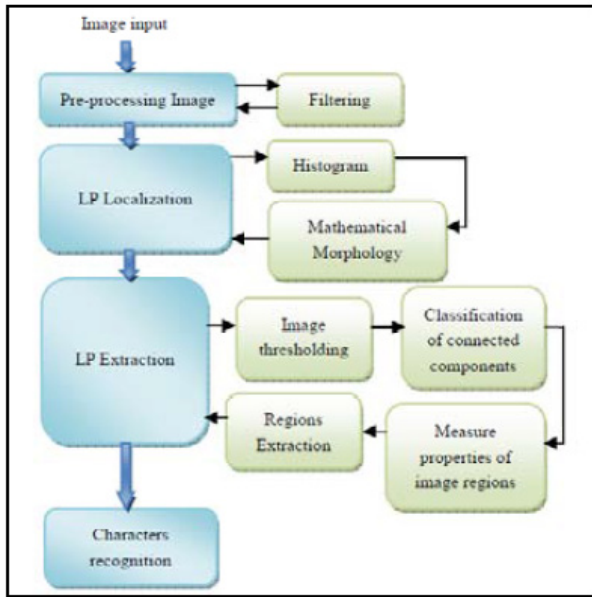 Image input
Pre-processing Image
Filtering
LP Localization
Histogram
Mathematical
Morphology
LP Extraction
Image
thresholding
Classification
of connected
components
Regions
Extraction
Measure
properties of
image regions
Characters
recognition